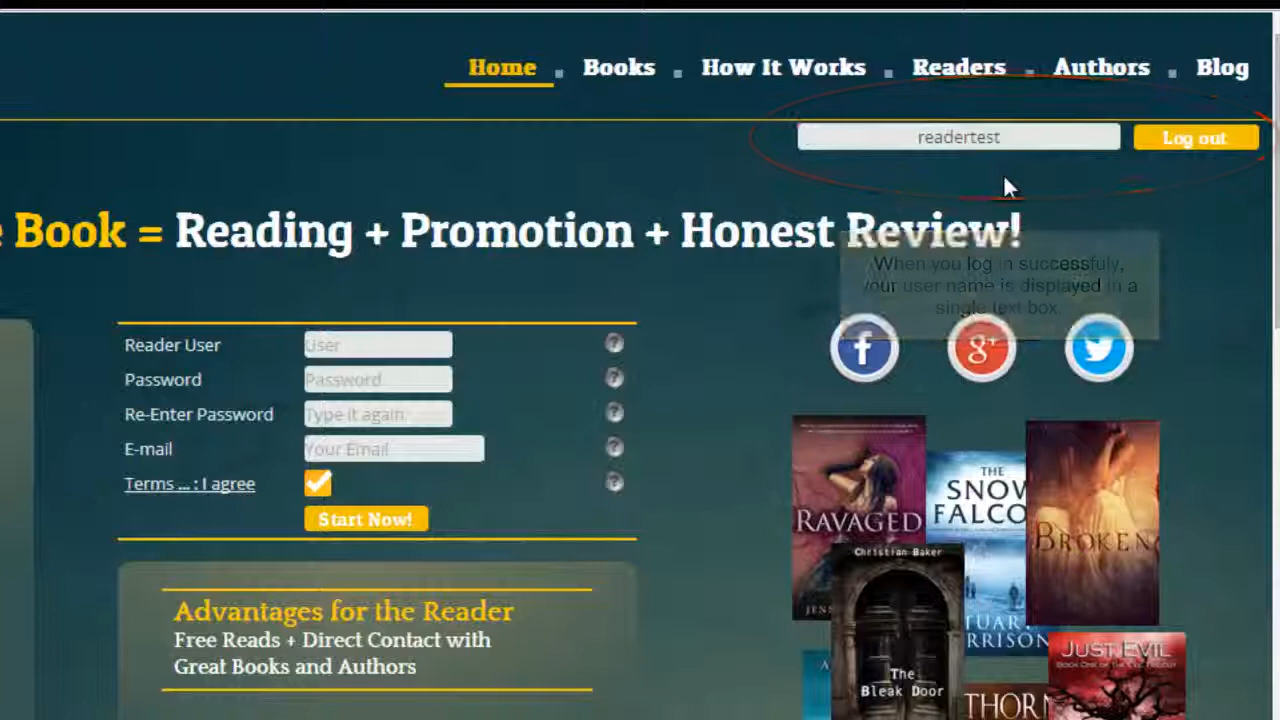 Home Books How It Works Readers Authors Blog
readertest Log out
Book = Reading + Promotion + Honest Review!
When you log in successfuly,
your user name is displayed in a
single text box.
Reader User User ?
Password Password ?
Re-Enter Password Type it again. ?
E-mail Your Email ?
Terms ... : I agree ?
Start Now!
Advantages for the Reader
Free Reads + Direct Contact with
Great Books and Authors
f
g+
RAVAGED
THE
SNOW
FALCO
BROKEN
Christian Baker
The
Bleak Door
JUST EVIL
THORN